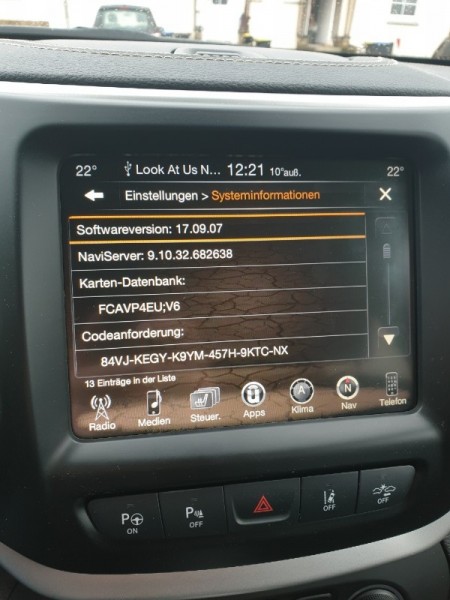 22° Look At Us N... 12:21 10°auß. 22°
Einstellungen > Systeminformationen X
Softwareversion: 17.09.07
NaviServer: 9.10.32.682638
Karten-Datenbank:
FCAVP4EU;V6
Codeanforderung:
84VJ-KEGY-K9YM-457H-9KTC-NX
13 Einträge in der Liste
Radio Medien Steuer. Apps Klima Nav Telefon
P ON P OFF OFF OFF